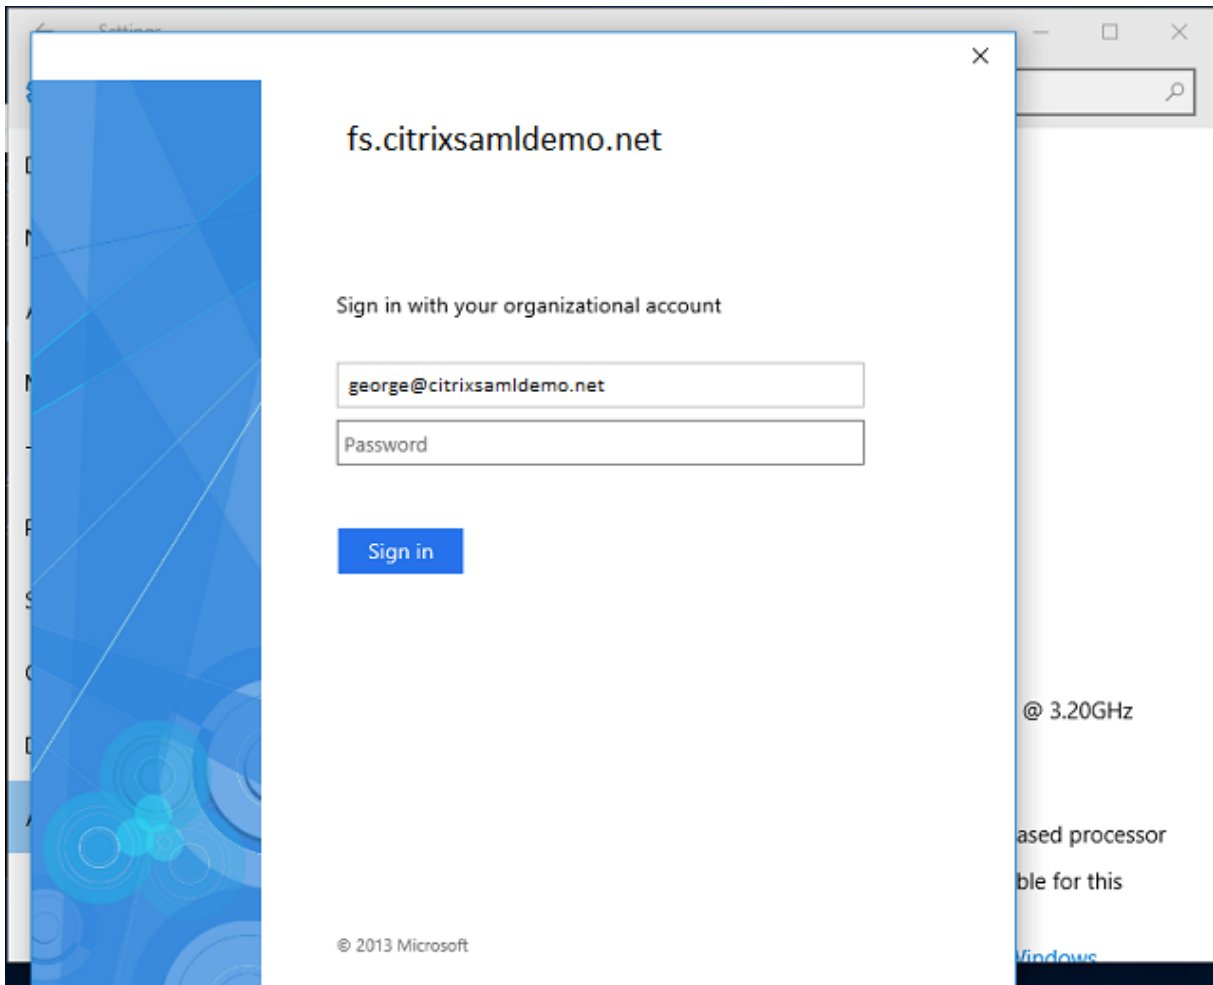 fs.citrixsamldemo.net
Sign in with your organizational account
george@citrixsamldemo.net
Password
Sign in
@ 3.20GHz
ased processor
ble for this
Windows
© 2013 Microsoft